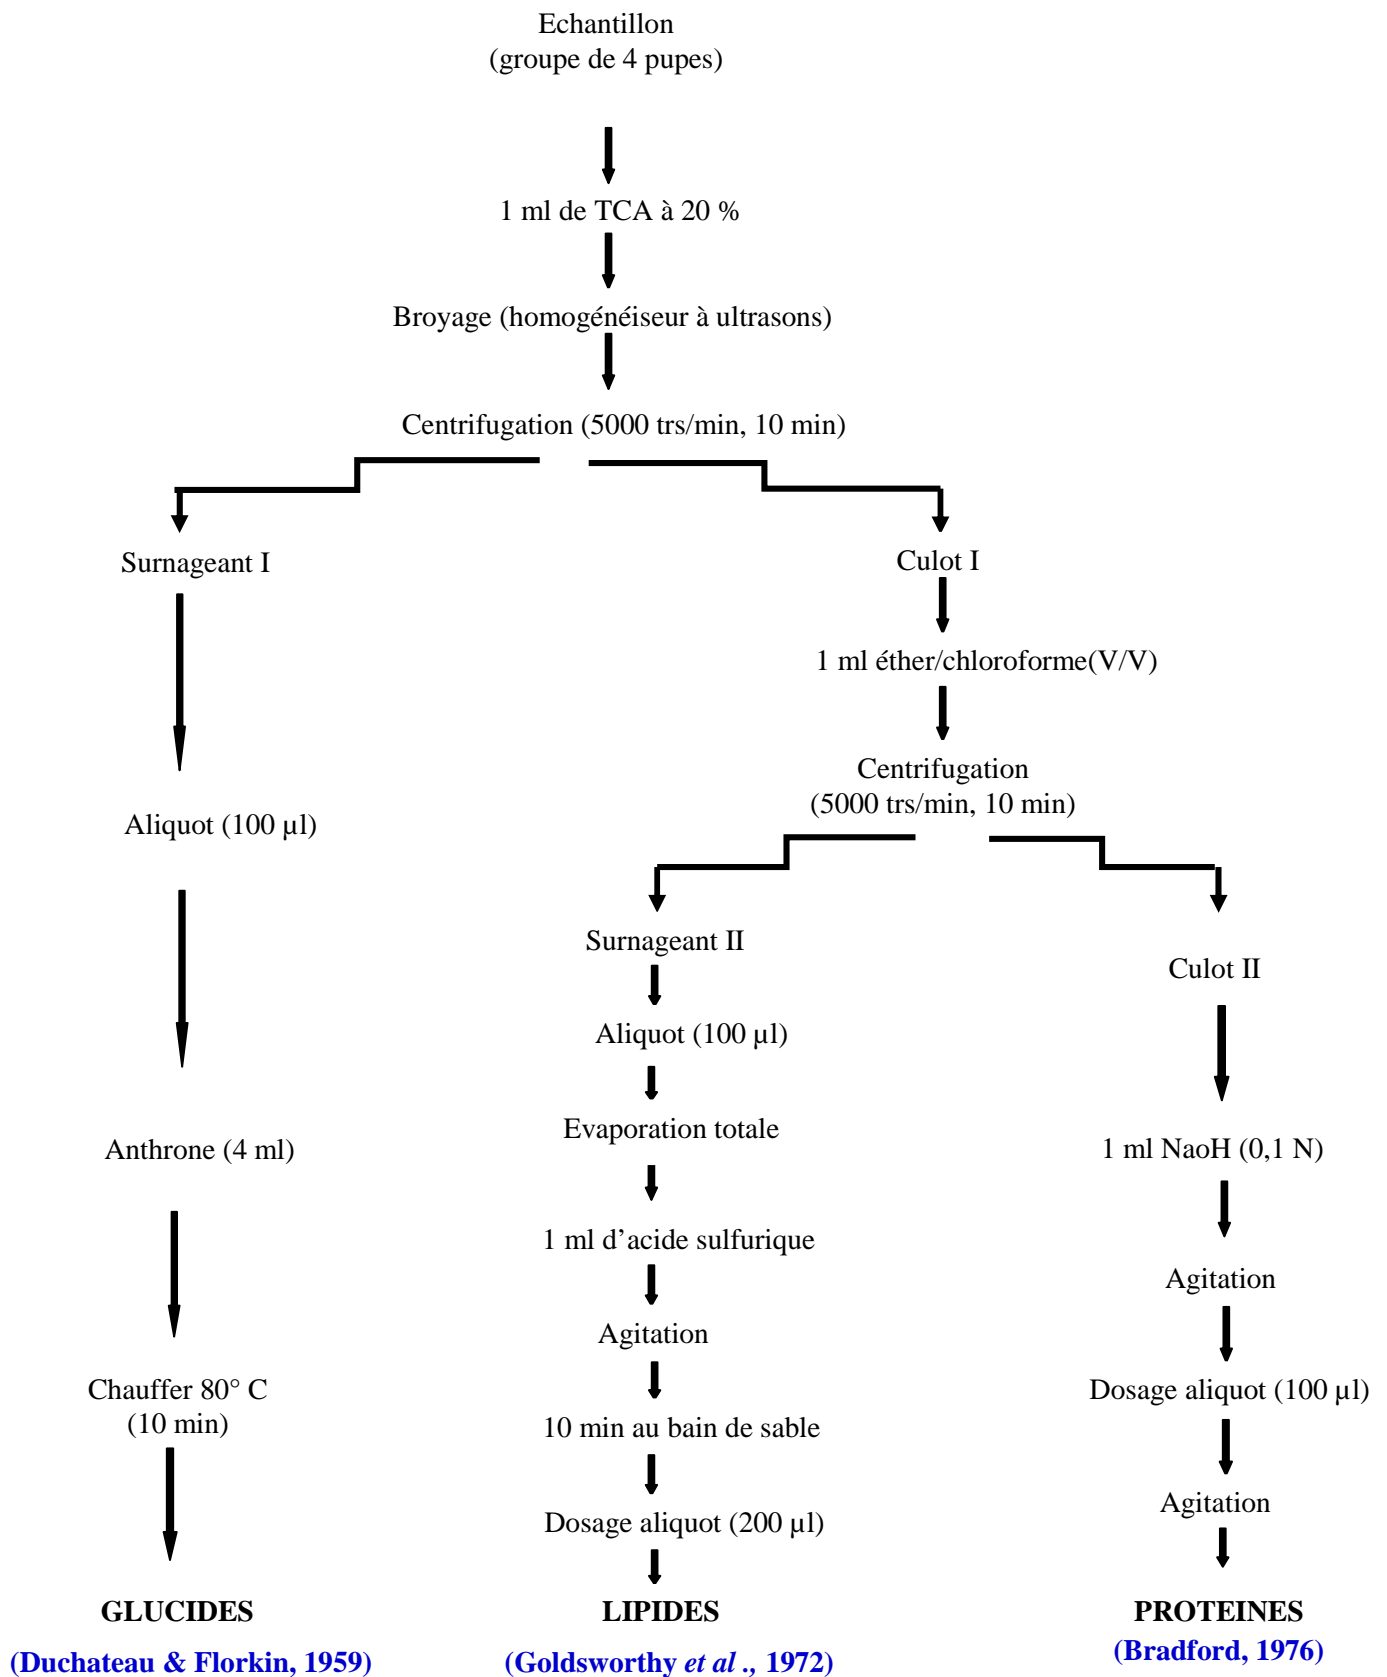 Echantillon
(groupe de 4 pupes)
1 ml de TCA à 20 %
Broyage (homogénéiseur à ultrasons)
Centrifugation (5000 trs/min, 10 min)
Surnageant I
Aliquot (100 µl)
Anthrone (4 ml)
Chauffer 80° C
(10 min)
GLUCIDES
(Duchateau & Florkin, 1959)
Culot I
1 ml éther/chloroforme(V/V)
Centrifugation
(5000 trs/min, 10 min)
Surnageant II
Aliquot (100 µl)
Evaporation totale
1 ml d’acide sulfurique
Agitation
10 min au bain de sable
Dosage aliquot (200 µl)
LIPIDES
(Goldsworthy et al ., 1972)
Culot II
1 ml NaoH (0,1 N)
Agitation
Dosage aliquot (100 µl)
Agitation
PROTEINES
(Bradford, 1976)